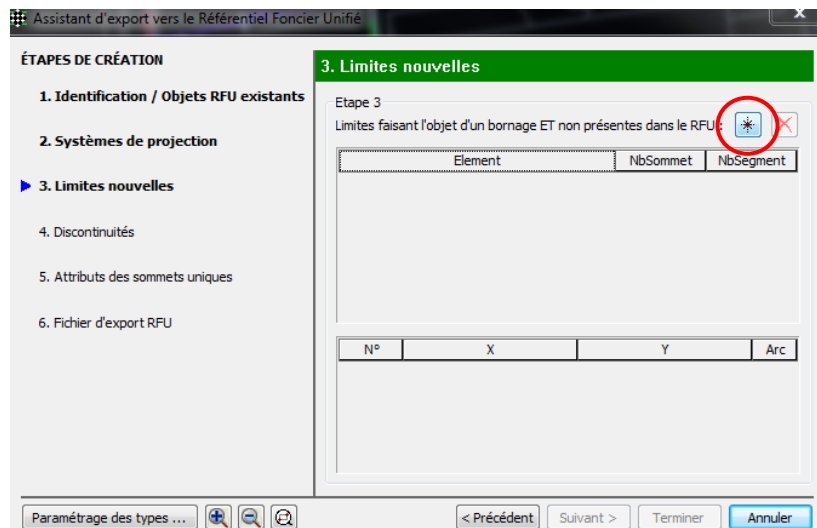 Assistant d'export vers le Référentiel Foncier Unifié
x
ÉTAPES DE CRÉATION
1. Identification / Objets RFU existants
2. Systèmes de projection
3. Limites nouvelles
4. Discontinuités
5. Attributs des sommets uniques
6. Fichier d'export RFU
3. Limites nouvelles
Etape 3
Limites faisant l'objet d'un bornage ET non présentes dans le RFU :
Element NbSommet NbSegment
N° X Y Arc
Paramétrage des types ... < Précédent Suivant > Terminer Annuler